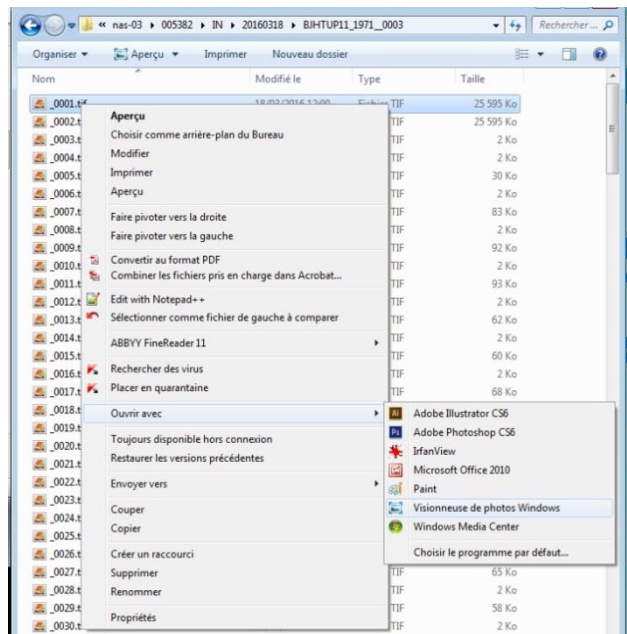 « nas-03 ▸ 005382 ▸ IN ▸ 20160318 ▸ BJHTUP11_1971__0003
Rechercher ...
Organiser Aperçu Imprimer Nouveau dossier
Nom Modifié le Type Taille
_0001.tif 18/03/2016 12:00 Fichier TIF 25 595 Ko
_0002.t TIF 25 595 Ko
_0003.t TIF 2 Ko
_0004.t TIF 2 Ko
_0005.t TIF 30 Ko
_0006.t TIF 2 Ko
_0007.t TIF 83 Ko
_0008.t TIF 2 Ko
_0009.t TIF 92 Ko
_0010.t TIF 2 Ko
_0011.t TIF 93 Ko
_0012.t TIF 2 Ko
_0013.t TIF 62 Ko
_0014.t TIF 2 Ko
_0015.t TIF 60 Ko
_0016.t TIF 2 Ko
_0017.t TIF 68 Ko
_0018.t
_0019.t
_0020.t
_0021.t
_0022.t
_0023.t
_0024.t
_0025.t
_0026.t
_0027.t TIF 65 Ko
_0028.t TIF 2 Ko
_0029.t TIF 58 Ko
_0030.t TIF 2 Ko
Aperçu
Choisir comme arrière-plan du Bureau
Modifier
Imprimer
Aperçu
Faire pivoter vers la droite
Faire pivoter vers la gauche
Convertir au format PDF
Combiner les fichiers pris en charge dans Acrobat...
Edit with Notepad++
Sélectionner comme fichier de gauche à comparer
ABBYY FineReader 11
Rechercher des virus
Placer en quarantaine
Ouvrir avec
Toujours disponible hors connexion
Restaurer les versions précédentes
Envoyer vers
Couper
Copier
Créer un raccourci
Supprimer
Renommer
Propriétés
Ai Adobe Illustrator CS6
Ps Adobe Photoshop CS6
IrfanView
Microsoft Office 2010
Paint
Visionneuse de photos Windows
Windows Media Center
Choisir le programme par défaut...